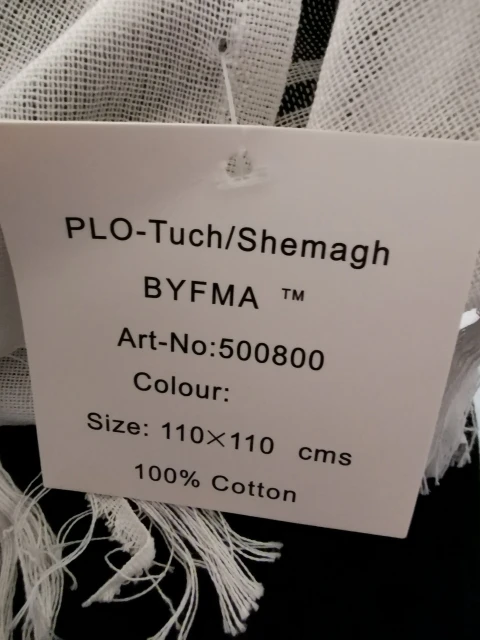 PLO-Tuch/Shemagh
BYFMA ™
Art-No:500800
Colour:
Size: 110×110 cms
100% Cotton